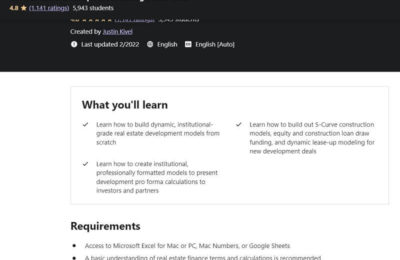 4.8 ★ (1,141 ratings) 5,943 students
Created by Justin Kivel
Last updated 2/2022 English English [Auto]
What you'll learn
Learn how to build dynamic, institutional-
grade real estate development models from
scratch
Learn how to create institutional,
professionally formatted models to present
development pro forma calculations to
investors and partners
Learn how to build out S-Curve construction
models, equity and construction loan draw
funding, and dynamic lease-up modeling for
new development deals
Requirements
Access to Microsoft Excel for Mac or PC, Mac Numbers, or Google Sheets
A basic understanding of real estate finance terms and calculations is recommended